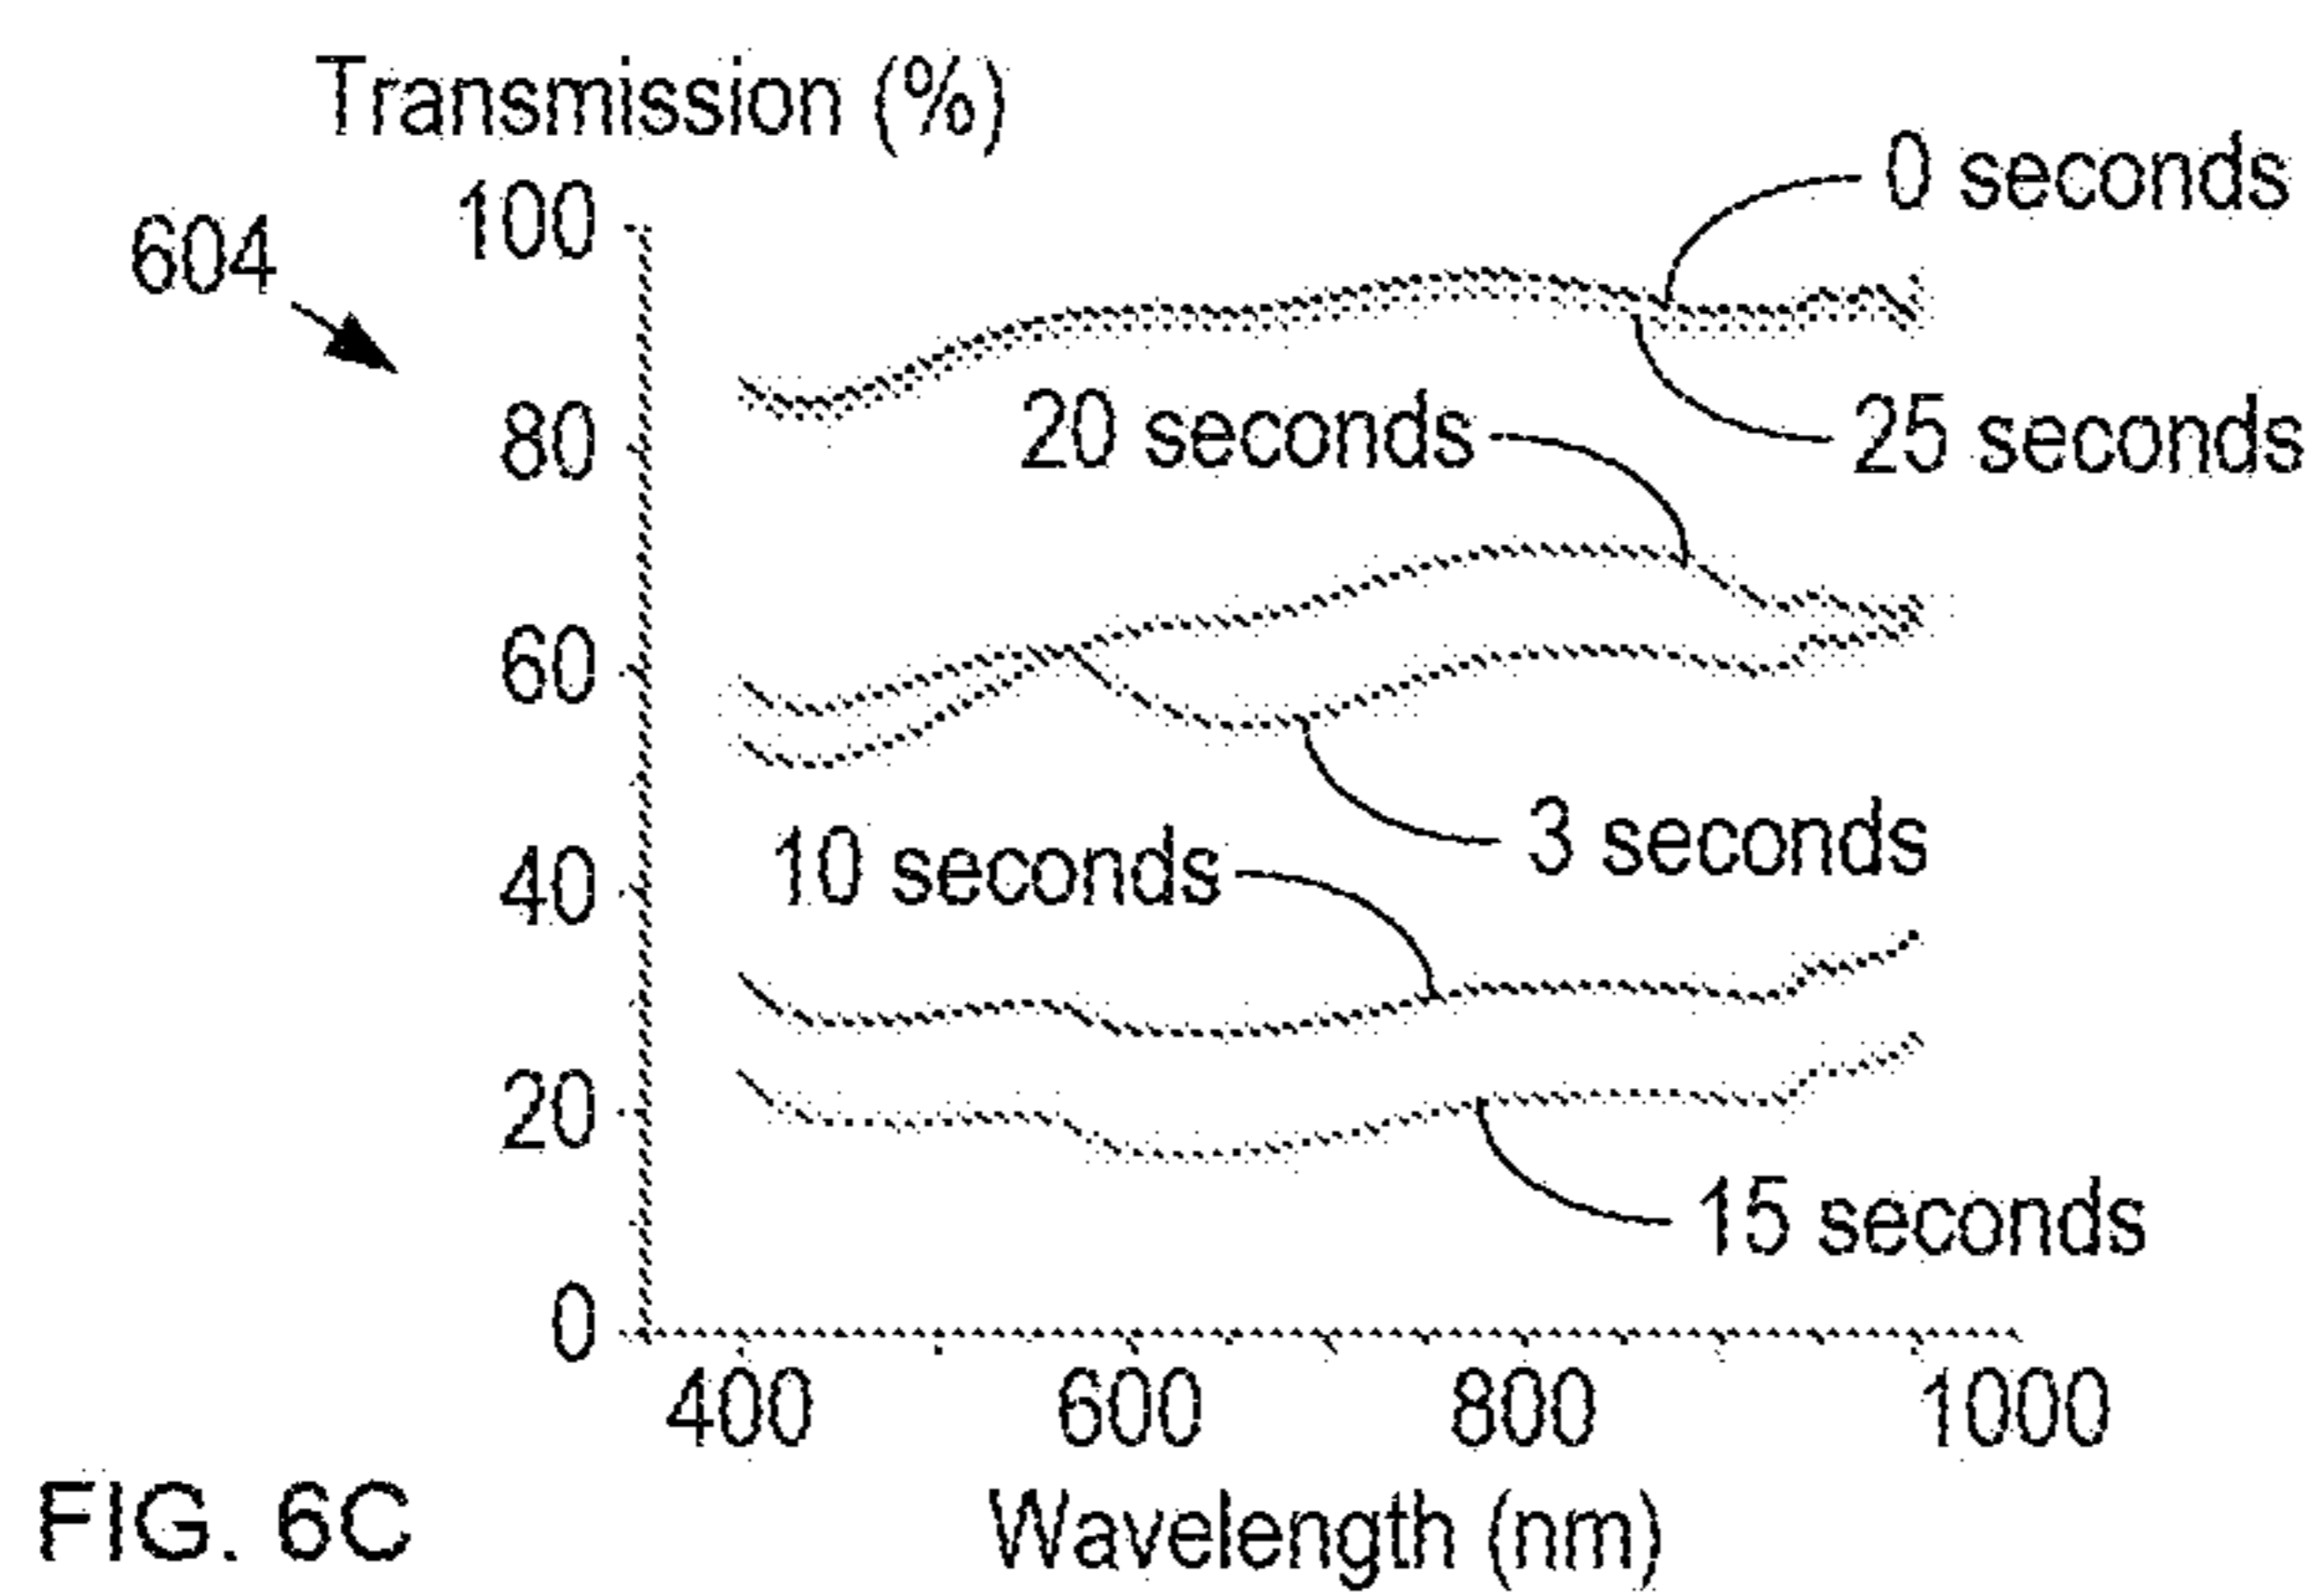 Transmission (%)
604
100
0 seconds
25 seconds
80
20 seconds
60
3 seconds
40
10 seconds
20
15 seconds
0
400 600 800 1000
Wavelength (nm)
FIG. 6C